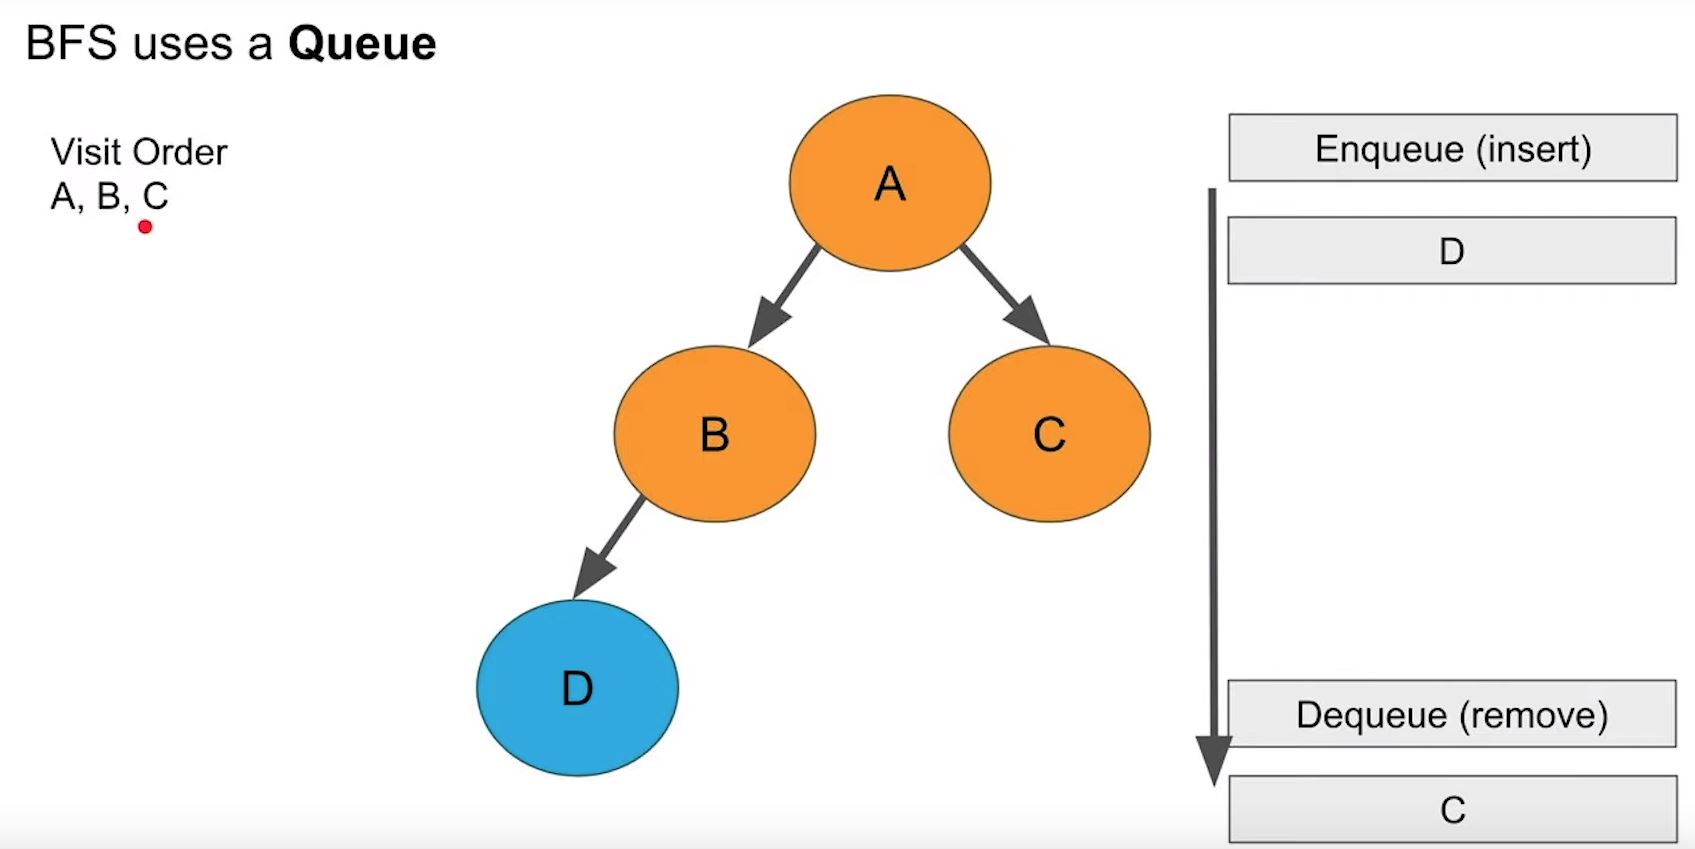 BFS uses a Queue
Visit Order
A, B, C
A
B
C
D
Enqueue (insert)
D
Dequeue (remove)
C